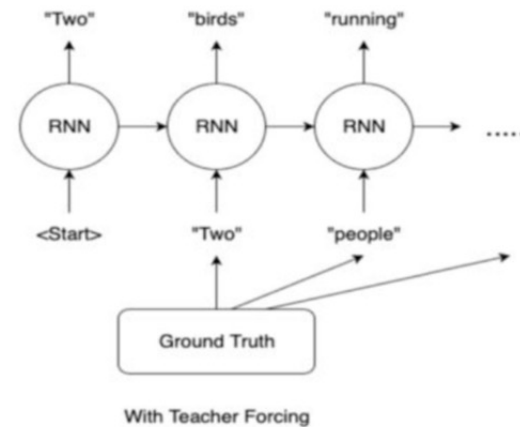 "Two" "birds" "running"
RNN RNN RNN .....
<Start> "Two" "people"
Ground Truth
With Teacher Forcing